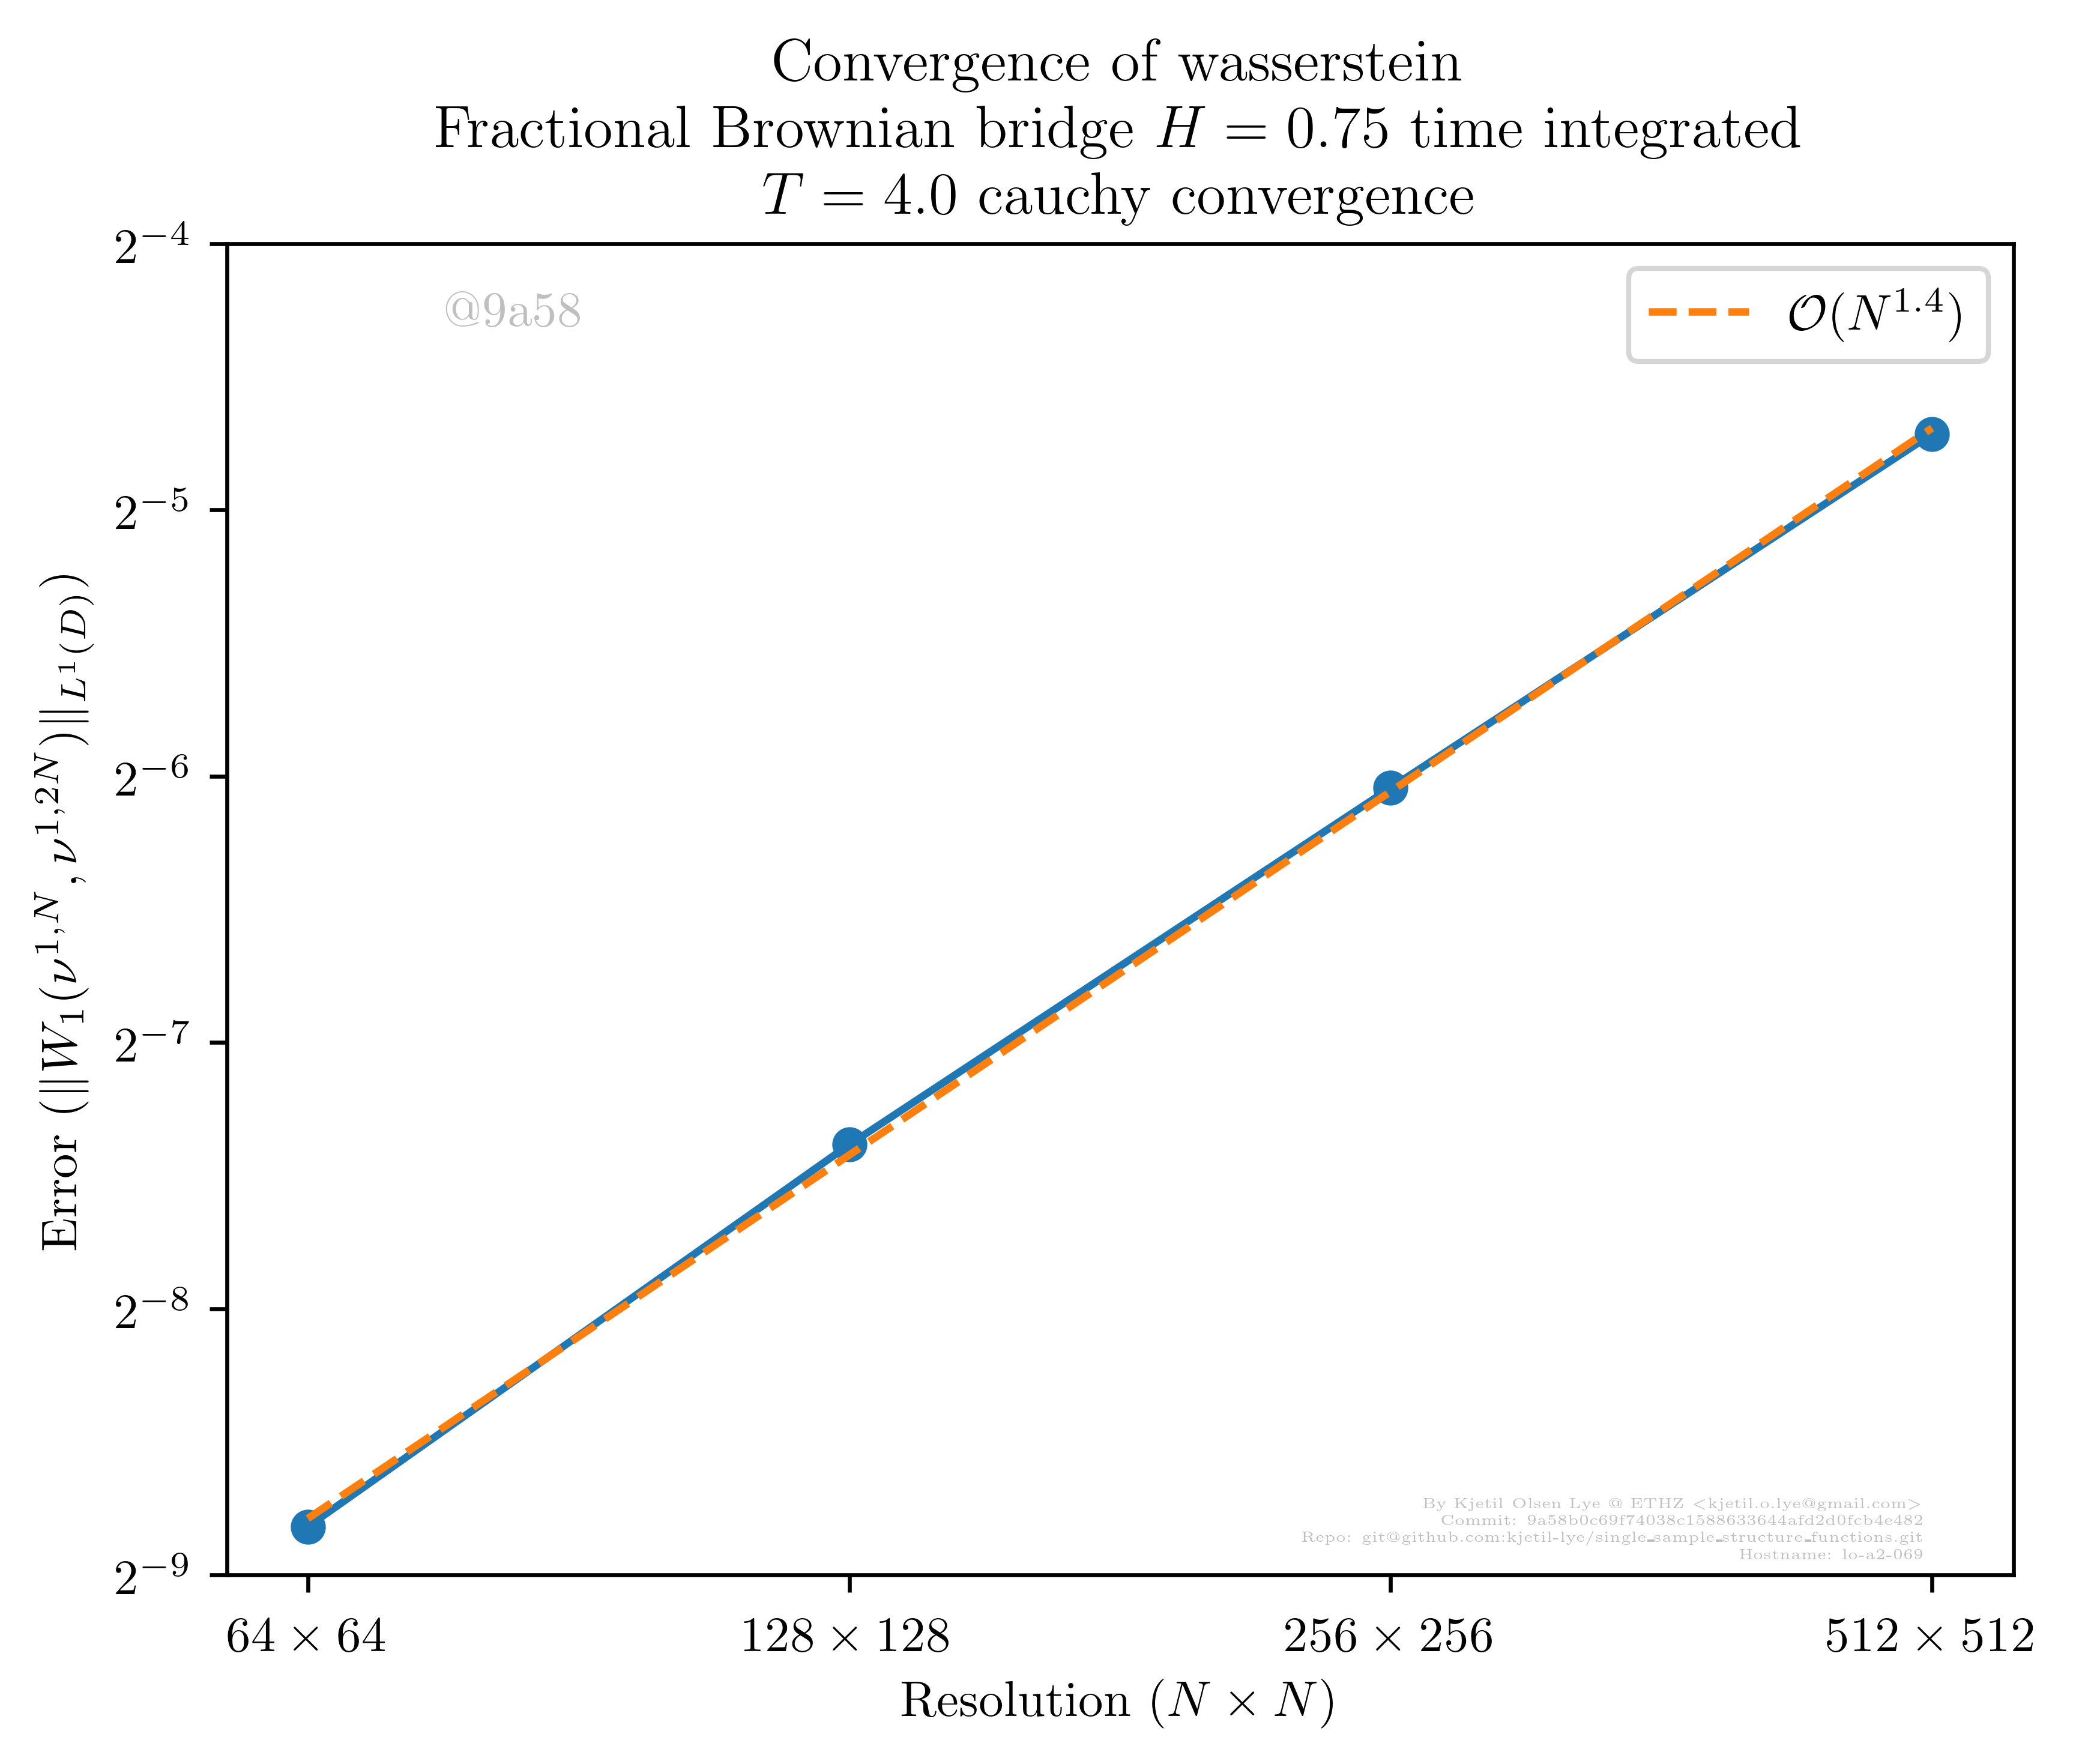 Convergence of wasserstein
Fractional Brownian bridge H = 0.75 time integrated
T = 4.0 cauchy convergence
2⁻⁴
@9a58
𝒪(N^{1.4})
2⁻⁵
2⁻⁶
2⁻⁷
2⁻⁸
2⁻⁹
Error (||W₁(ν^{1,N}, ν^{1,2N})||_{L¹(D)})
By Kjetil Olsen Lye @ ETHZ <kjetil.o.lye@gmail.com>
Commit: 9a58b0c69f74038c1588633644afd2d0fcb4e482
Repo: git@github.com:kjetil-lye/single_sample_structure_functions.git
Hostname: lo-a2-069
64 × 64
128 × 128
256 × 256
512 × 512
Resolution (N × N)